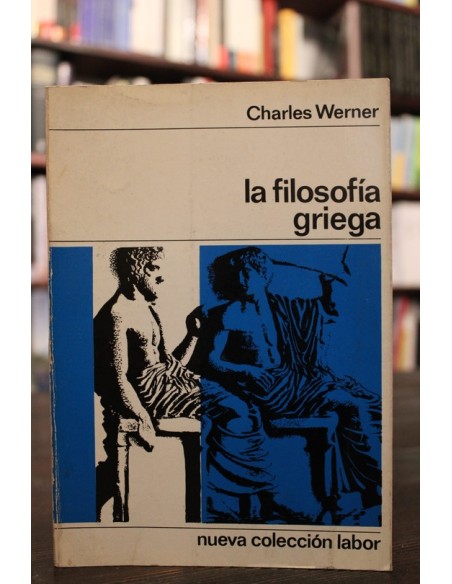 Charles Werner
la filosofía
griega
nueva colección labor